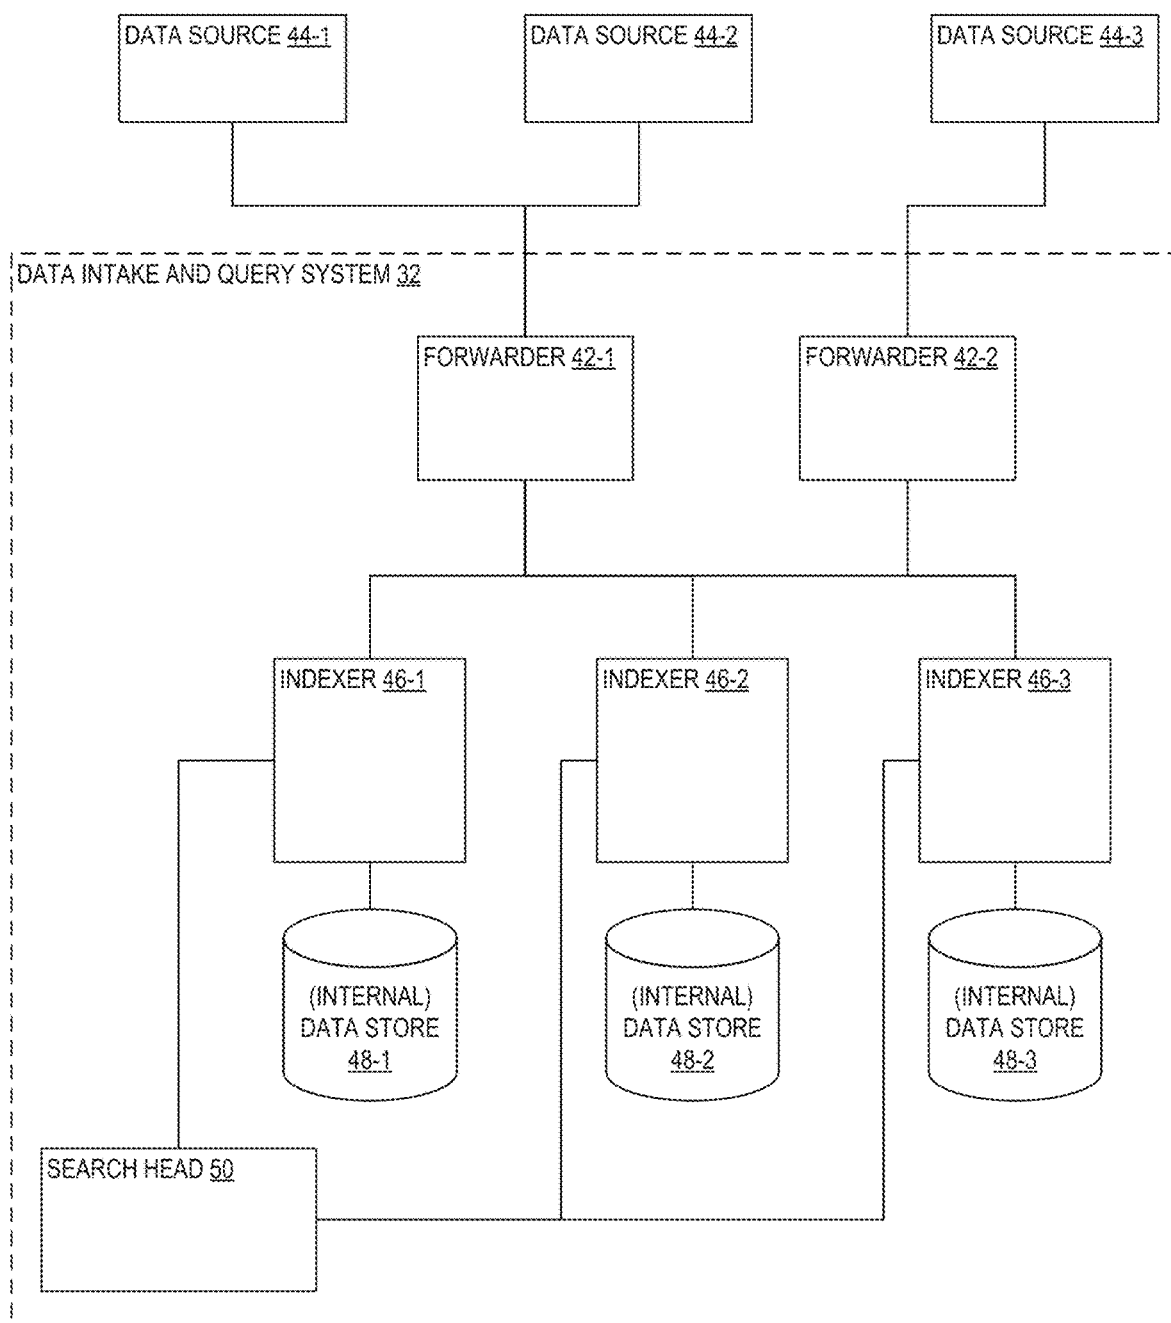 DATA SOURCE 44-1
DATA SOURCE 44-2
DATA SOURCE 44-3
DATA INTAKE AND QUERY SYSTEM 32
FORWARDER 42-1
FORWARDER 42-2
INDEXER 46-1
INDEXER 46-2
INDEXER 46-3
(INTERNAL)
DATA STORE
48-1
(INTERNAL)
DATA STORE
48-2
(INTERNAL)
DATA STORE
48-3
SEARCH HEAD 50